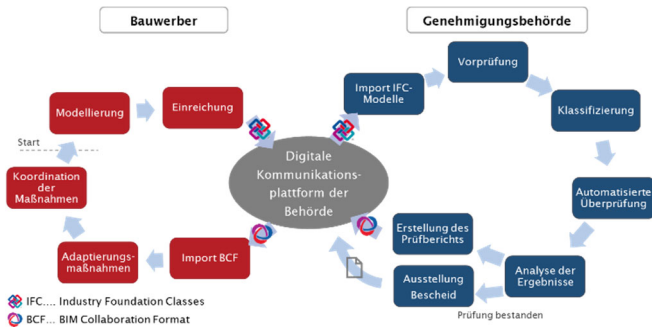 Bauwerber
Genehmigungsbehörde
Modellierung
Einreichung
Start
Koordination
der
Maßnahmen
Adaptierungs-
maßnahmen
Import BCF
Digitale
Kommunikations-
plattform der
Behörde
Import IFC-
Modelle
Vorprüfung
Klassifizierung
Automatisierte
Überprüfung
Analyse der
Ergebnisse
Erstellung des
Prüfberichts
Ausstellung
Bescheid
Prüfung bestanden
IFC.... Industry Foundation Classes
BCF... BIM Collaboration Format